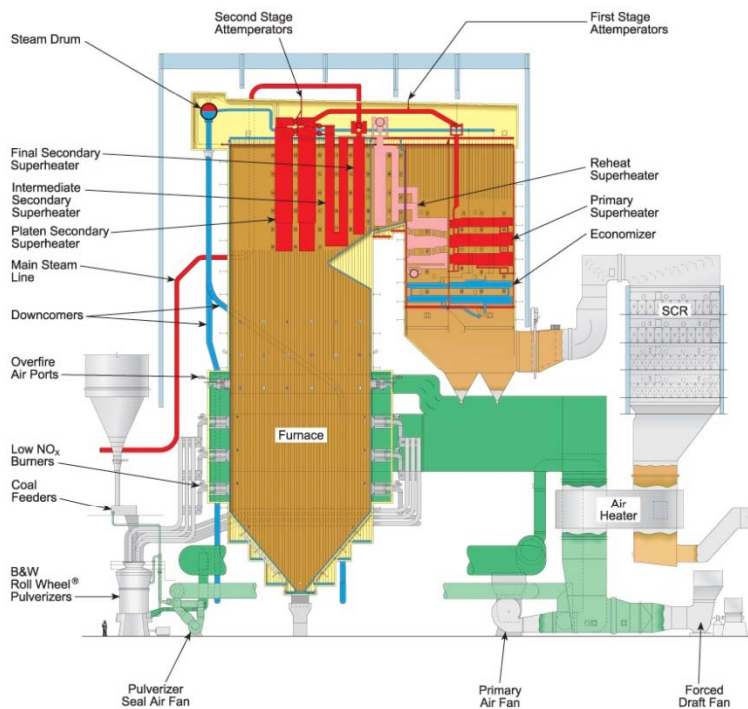 Second Stage
Attemperators
First Stage
Attemperators
Steam Drum
Final Secondary
Superheater
Intermediate
Secondary
Superheater
Platen Secondary
Superheater
Main Steam
Line
Downcomers
Overfire
Air Ports
Low NOx
Burners
Coal
Feeders
B&W
Roll Wheel®
Pulverizers
Reheat
Superheater
Primary
Superheater
Economizer
SCR
Furnace
Air
Heater
Pulverizer
Seal Air Fan
Primary
Air Fan
Forced
Draft Fan